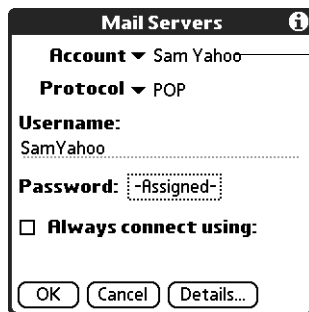 Mail Servers i
Account Sam Yahoo
Protocol POP
Username:
SamYahoo
Password: -Assigned-
Always connect using:
OK Cancel Details...